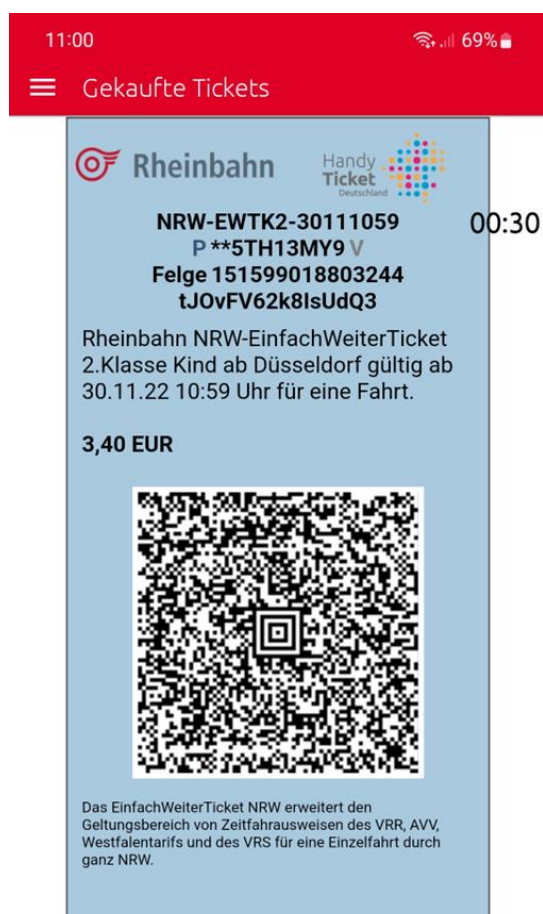 11:00 69%
Gekaufte Tickets
Rheinbahn Handy
Ticket
Deutschland
NRW-EWTK2-30111059 00:30
P **5TH13MY9 V
Felge 151599018803244
tJOvFV62k8IsUdQ3
Rheinbahn NRW-EinfachWeiterTicket
2.Klasse Kind ab Düsseldorf gültig ab
30.11.22 10:59 Uhr für eine Fahrt.
3,40 EUR
Das EinfachWeiterTicket NRW erweitert den
Geltungsbereich von Zeitfahrausweisen des VRR, AVV,
Westfalentarifs und des VRS für eine Einzelfahrt durch
ganz NRW.